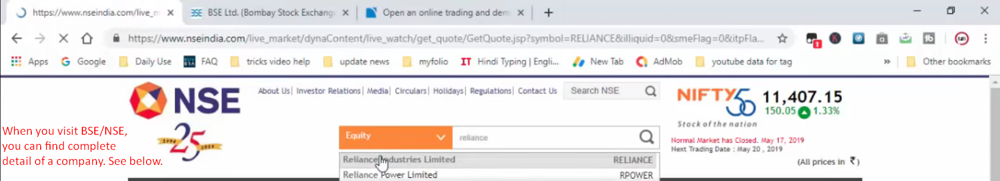 https://www.nseindia.com/live_m
BSE BSE Ltd. (Bombay Stock Exchang
Open an online trading and dem
https://www.nseindia.com/live_market/dynaContent/live_watch/get_quote/GetQuote.jsp?symbol=RELIANCE&illiquid=0&smeFlag=0&itpFla...
1 K a tb
Apps G Google Daily Use FAQ tricks video help update news myfolio IT Hindi Typing | Engli... New Tab AdMob youtube data for tag » Other bookmarks
NSE
About Us| Investor Relations| Media| Circulars| Holidays| Regulations| Contact Us
Search NSE
NIFTY50 11,407.15
150.05 1.33%
Stock of the nation
When you visit BSE/NSE,
you can find complete
detail of a company. See below.
25
1994 2019
Equity reliance
Normal Market has Closed. May 17, 2019
Next Trading Date : May 20 , 2019
(All prices in ₹)
Reliance Industries Limited RELIANCE
Reliance Power Limited RPOWER